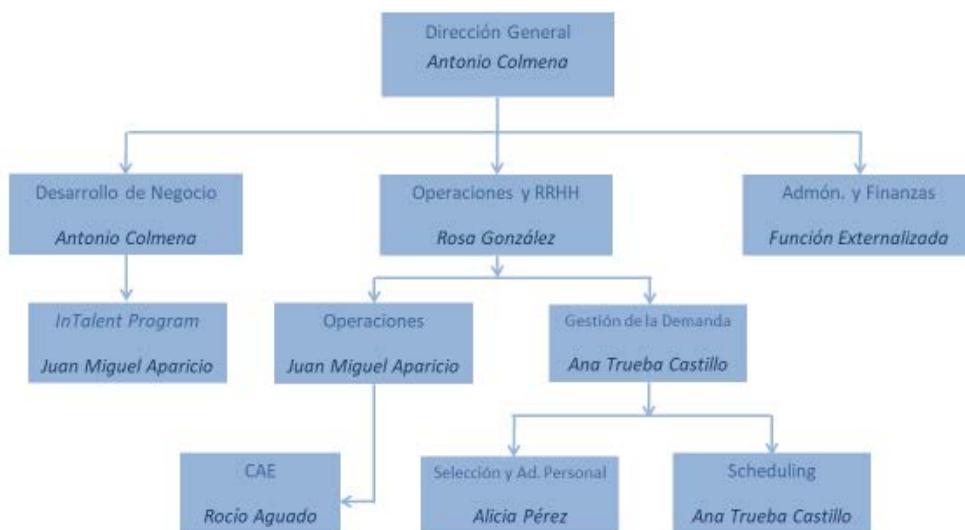 Dirección General
Antonio Colmena
Desarrollo de Negocio
Antonio Colmena
Operaciones y RRHH
Rosa González
Admón. y Finanzas
Función Externalizada
InTalent Program
Juan Miguel Aparicio
Operaciones
Juan Miguel Aparicio
Gestión de la Demanda
Ana Trueba Castillo
CAE
Rocío Aguado
Selección y Ad. Personal
Alicia Pérez
Scheduling
Ana Trueba Castillo